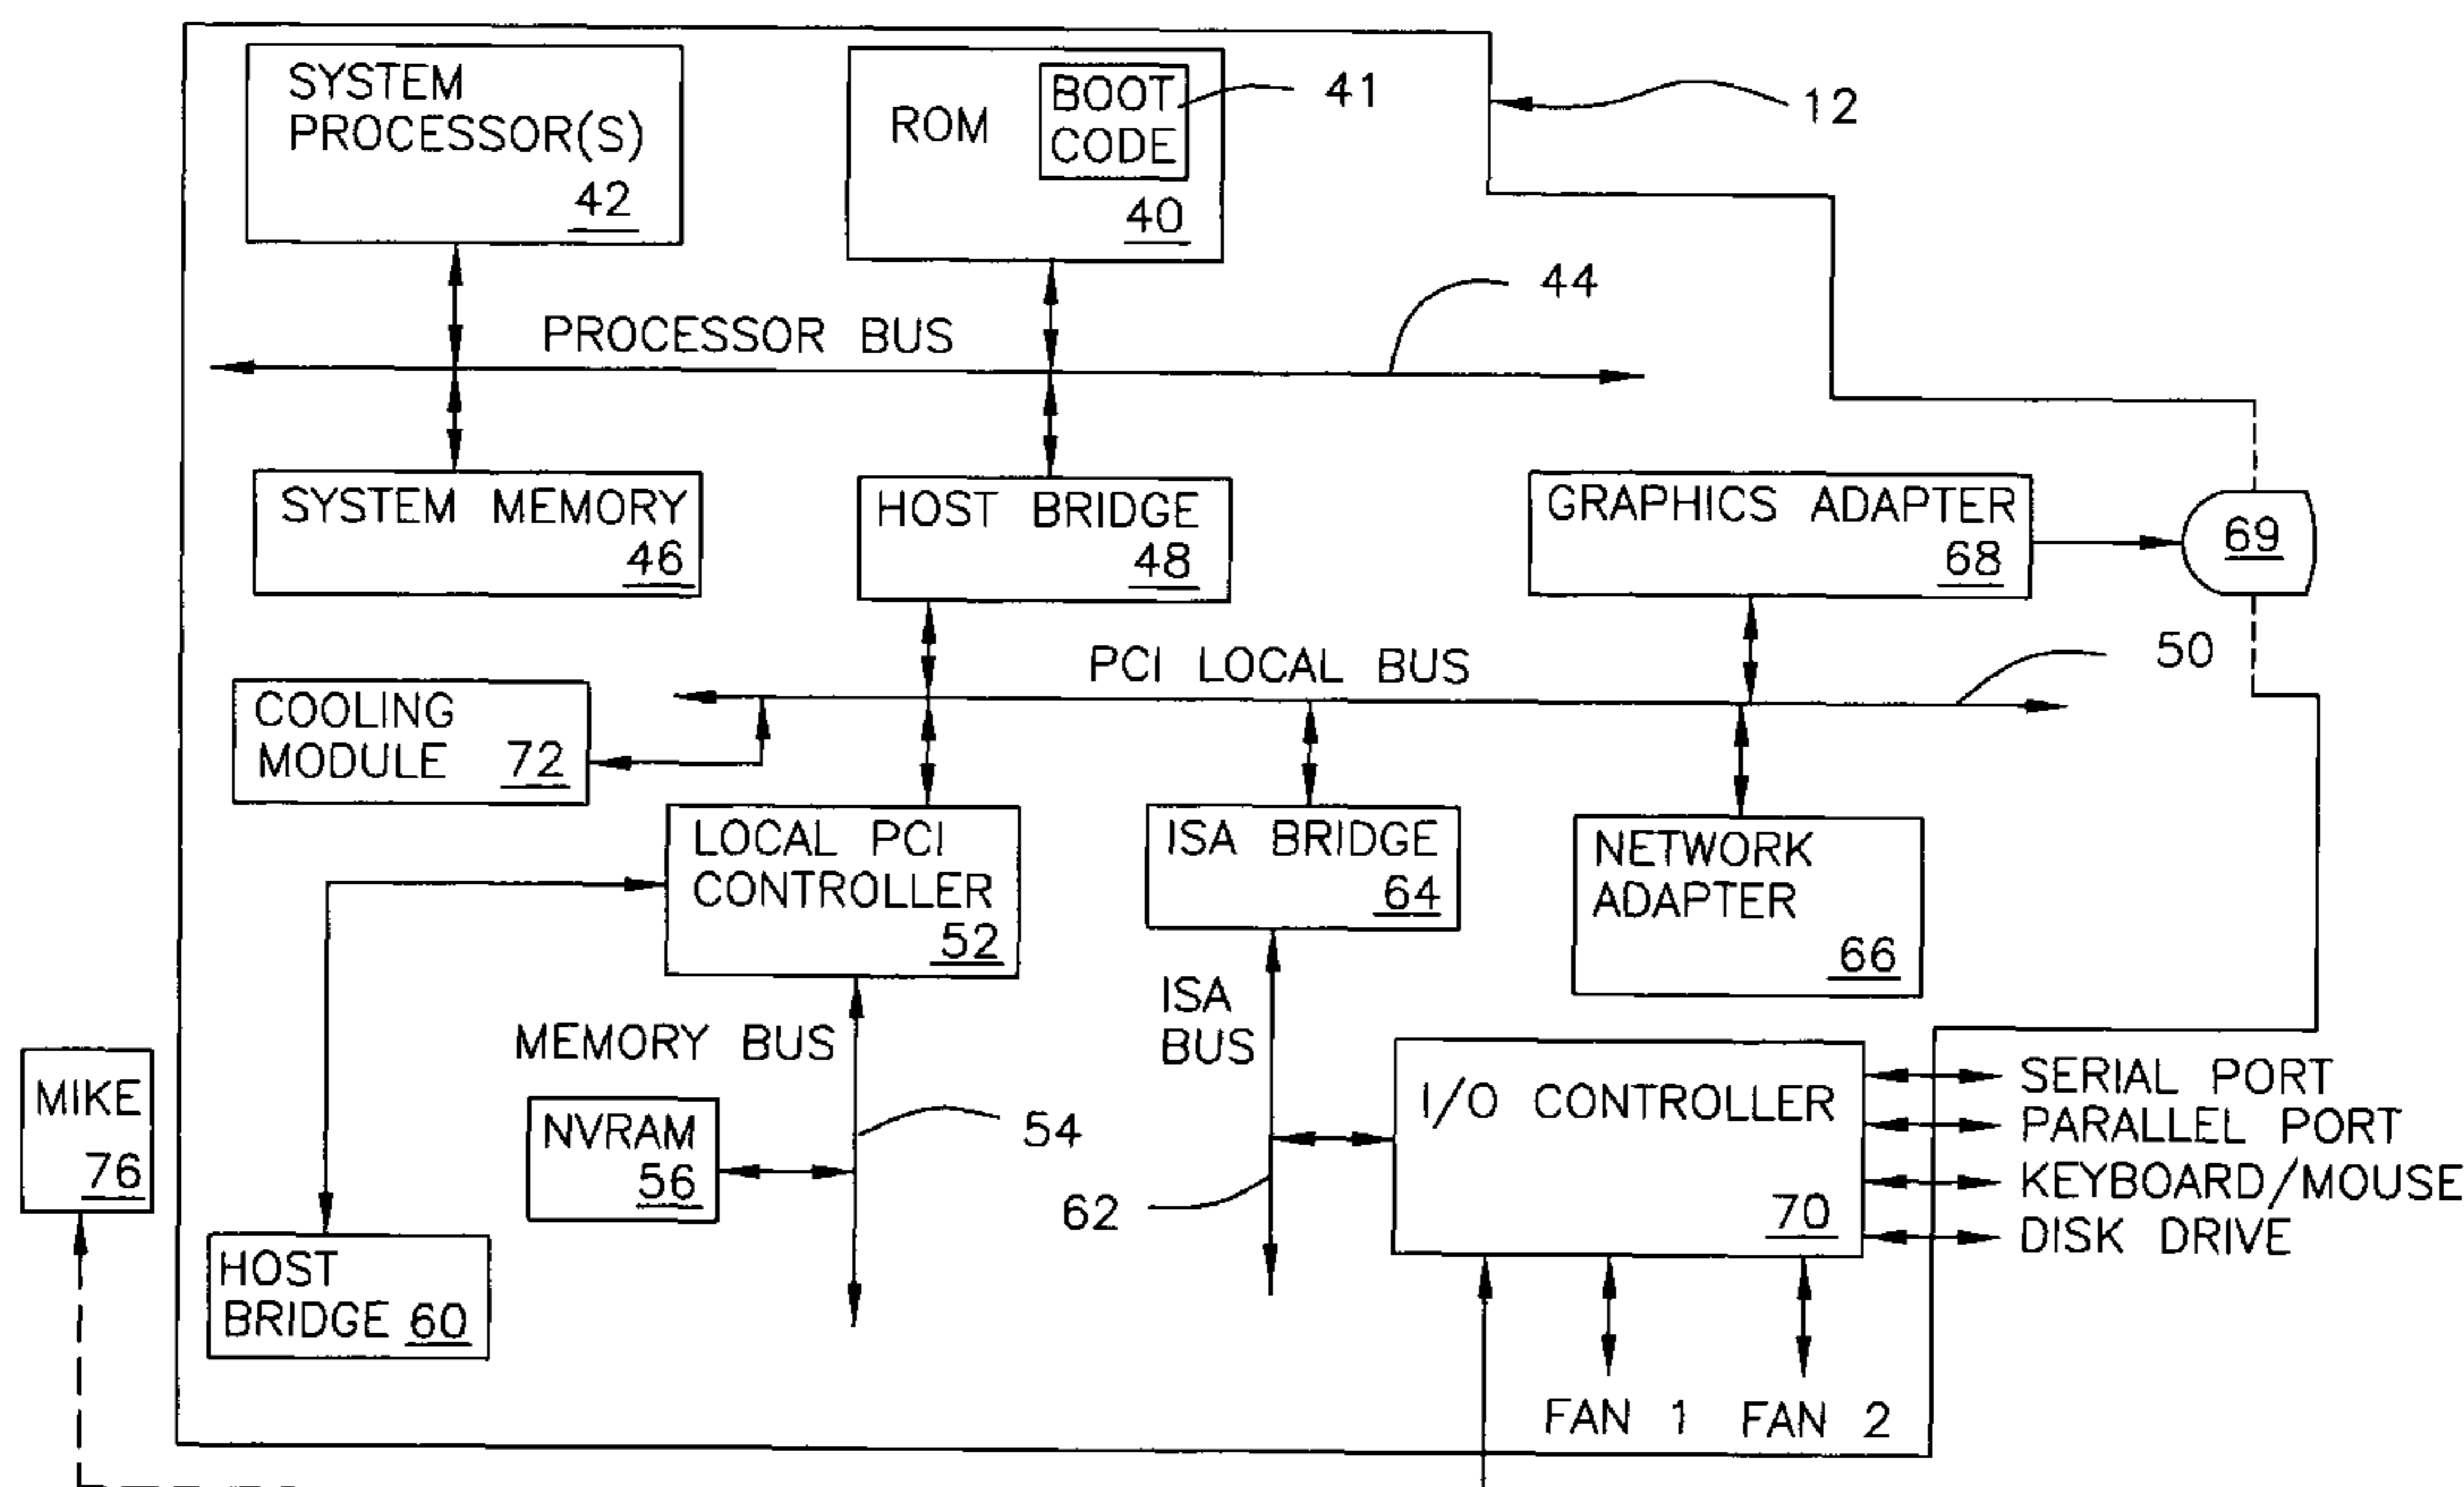 SYSTEM
PROCESSOR(S)
42
ROM
BOOT
CODE
40
41
12
PROCESSOR BUS
44
SYSTEM MEMORY
46
HOST BRIDGE
48
GRAPHICS ADAPTER
68
69
PCI LOCAL BUS
50
COOLING
MODULE 72
LOCAL PCI
CONTROLLER
52
ISA BRIDGE
64
NETWORK
ADAPTER
66
MEMORY BUS
ISA
BUS
MIKE
76
NVRAM
56
54
62
I/O CONTROLLER
70
SERIAL PORT
PARALLEL PORT
KEYBOARD/MOUSE
DISK DRIVE
HOST
BRIDGE 60
FAN 1 FAN 2